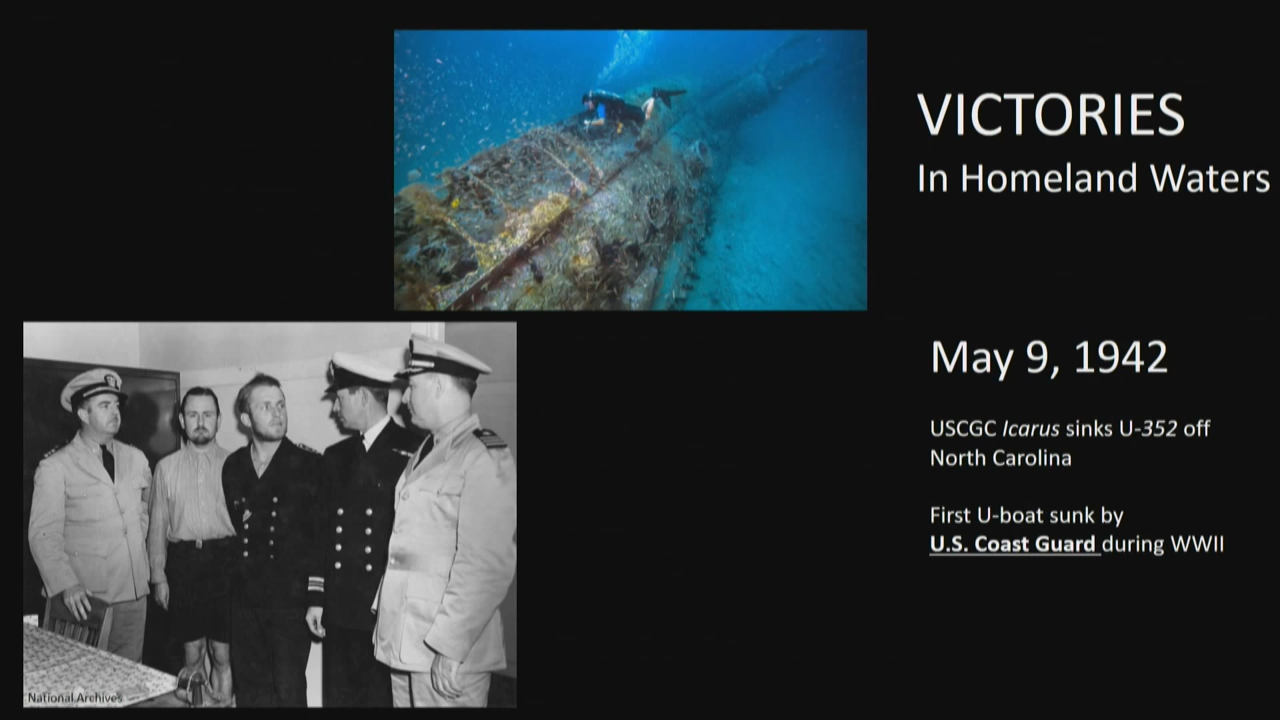 VICTORIES
In Homeland Waters
May 9, 1942
USCGC Icarus sinks U-352 off
North Carolina
First U-boat sunk by
U.S. Coast Guard during WWII
National Archives